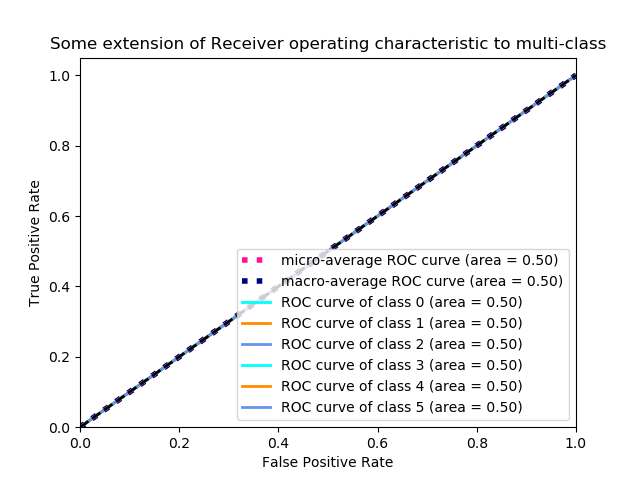 Some extension of Receiver operating characteristic to multi-class
1.0
0.8
0.6
0.4
0.2
0.0
True Positive Rate
micro-average ROC curve (area = 0.50)
macro-average ROC curve (area = 0.50)
ROC curve of class 0 (area = 0.50)
ROC curve of class 1 (area = 0.50)
ROC curve of class 2 (area = 0.50)
ROC curve of class 3 (area = 0.50)
ROC curve of class 4 (area = 0.50)
ROC curve of class 5 (area = 0.50)
0.0 0.2 0.4 0.6 0.8 1.0
False Positive Rate